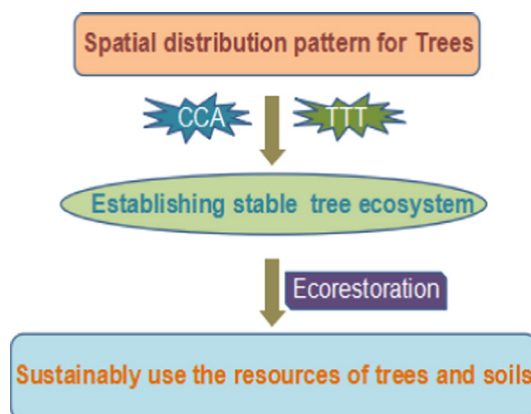 Spatial distribution pattern for Trees
CCA TTT
Establishing stable tree ecosystem
Ecorestoration
Sustainably use the resources of trees and soils